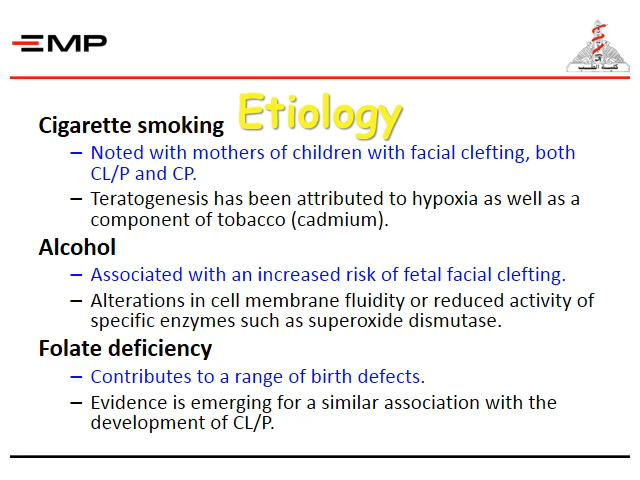 EMP
كلية الطب
Etiology
Cigarette smoking
– Noted with mothers of children with facial clefting, both
CL/P and CP.
– Teratogenesis has been attributed to hypoxia as well as a
component of tobacco (cadmium).
Alcohol
– Associated with an increased risk of fetal facial clefting.
– Alterations in cell membrane fluidity or reduced activity of
specific enzymes such as superoxide dismutase.
Folate deficiency
– Contributes to a range of birth defects.
– Evidence is emerging for a similar association with the
development of CL/P.